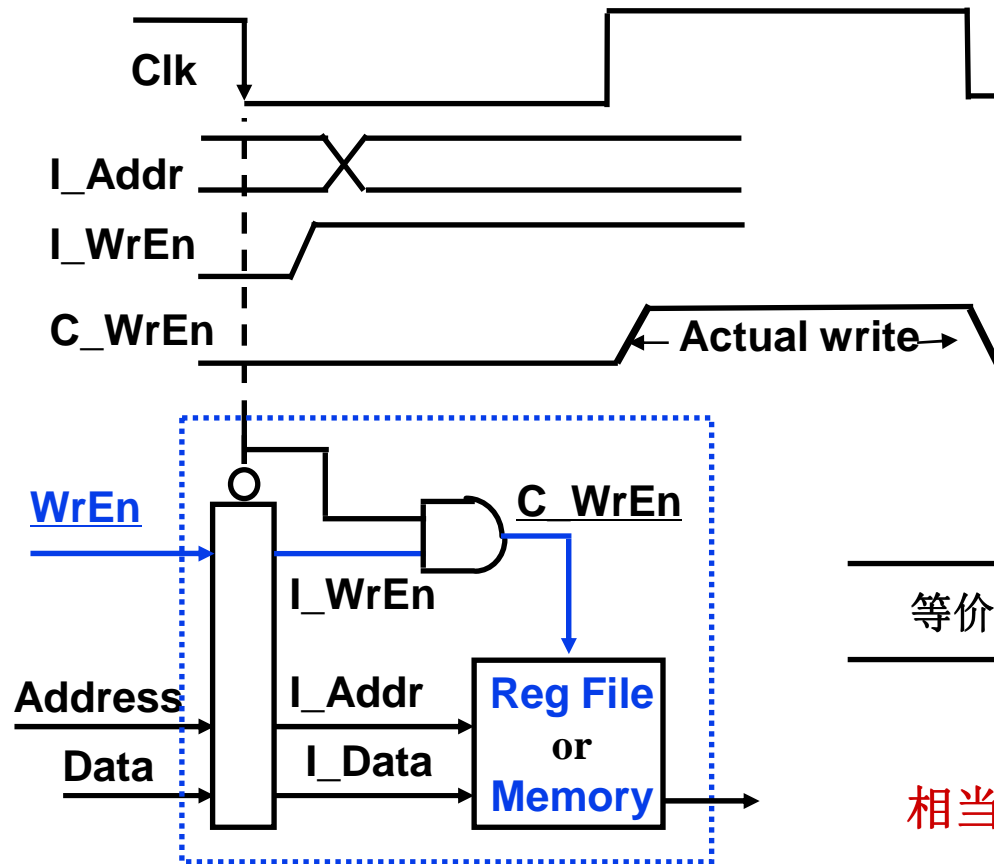 Clk
I_Addr
I_WrEn
C_WrEn
Actual write
WrEn
C_WrEn
I_WrEn
等价
Address
I_Addr
Reg File
or
Data
I_Data
Memory
相当